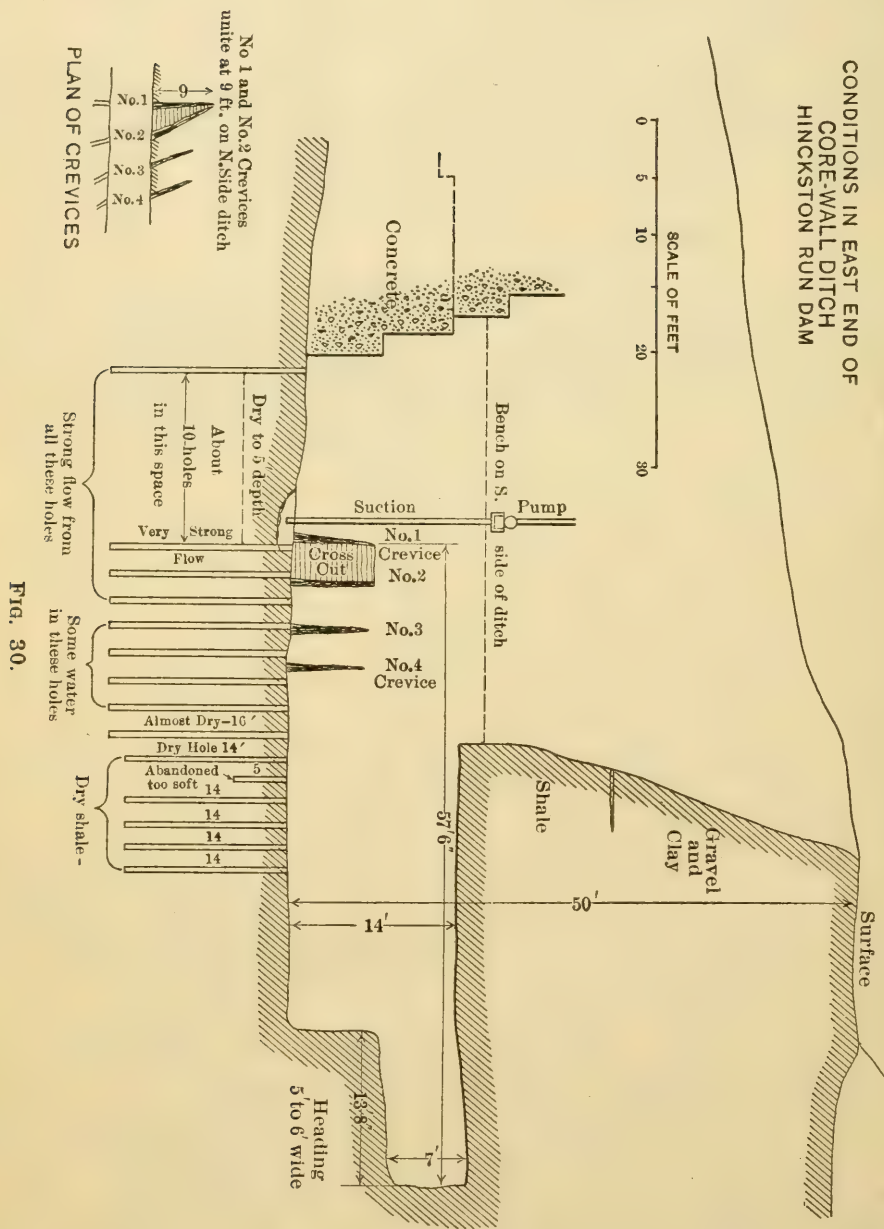 CONDITIONS IN EAST END OF
CORE-WALL DITCH
HINCKSTON RUN DAM
SCALE OF FEET
0 5 10 20 30
Surface
Gravel
and
Clay
Shale
50'
14'
57'6"
13'8"
7'
Heading
5' to 6' wide
Bench on S. side of ditch
Pump
Suction
Concrete
No.1
Crevice
Cross
Out
No.2
No.3
No.4
Crevice
Dry to 5' depth
About
10-holes
in this space
Very Strong
Flow
Strong flow from
all these holes
Some water
in these holes
Almost Dry-16'
Dry Hole 14'
5
Abandoned
too soft
14
14
14
14
Dry shale-
No 1 and No.2 Crevices
unite at 9 ft. on N.Side ditch
9
No.1
No.2
No.3
No.4
PLAN OF CREVICES
FIG. 30.